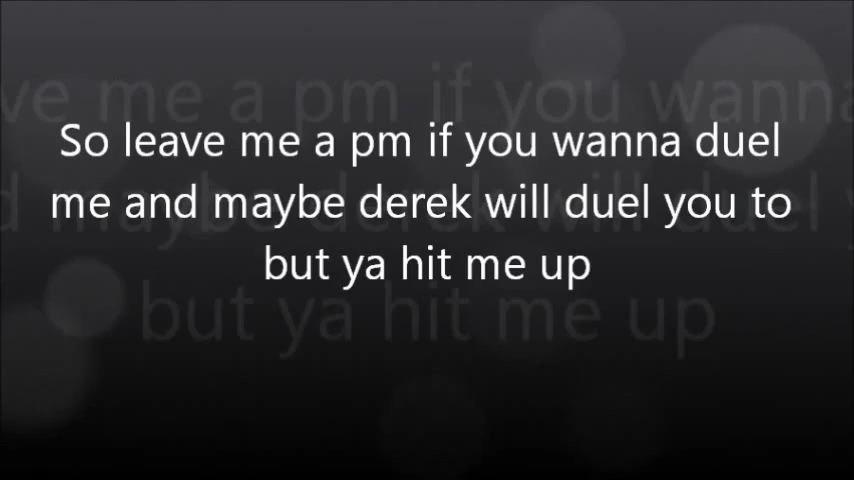 So leave me a pm if you wanna duel
me and maybe derek will duel you to
but ya hit me up